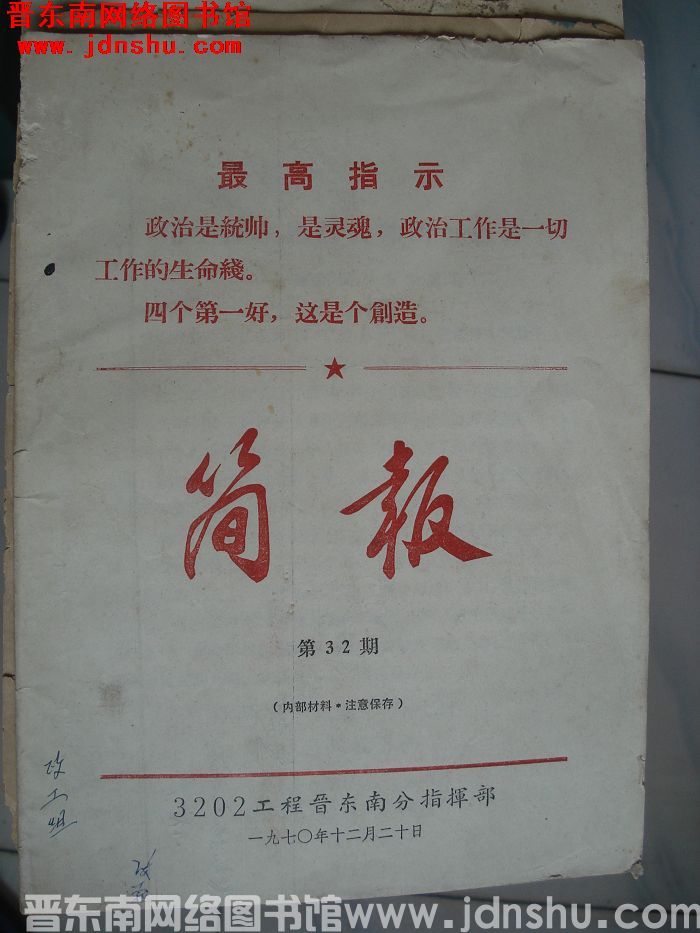 晋东南网络图书馆
www.jdnshu.com
最高指示
政治是統帅，是灵魂，政治工作是一切
工作的生命綫。
四个第一好，这是个創造。
简报
第32期
（内部材料＊注意保存）
3202工程晋东南分指揮部
一九七〇年十二月二十日
政工组
晋东南网络图书馆www.jdnshu.com